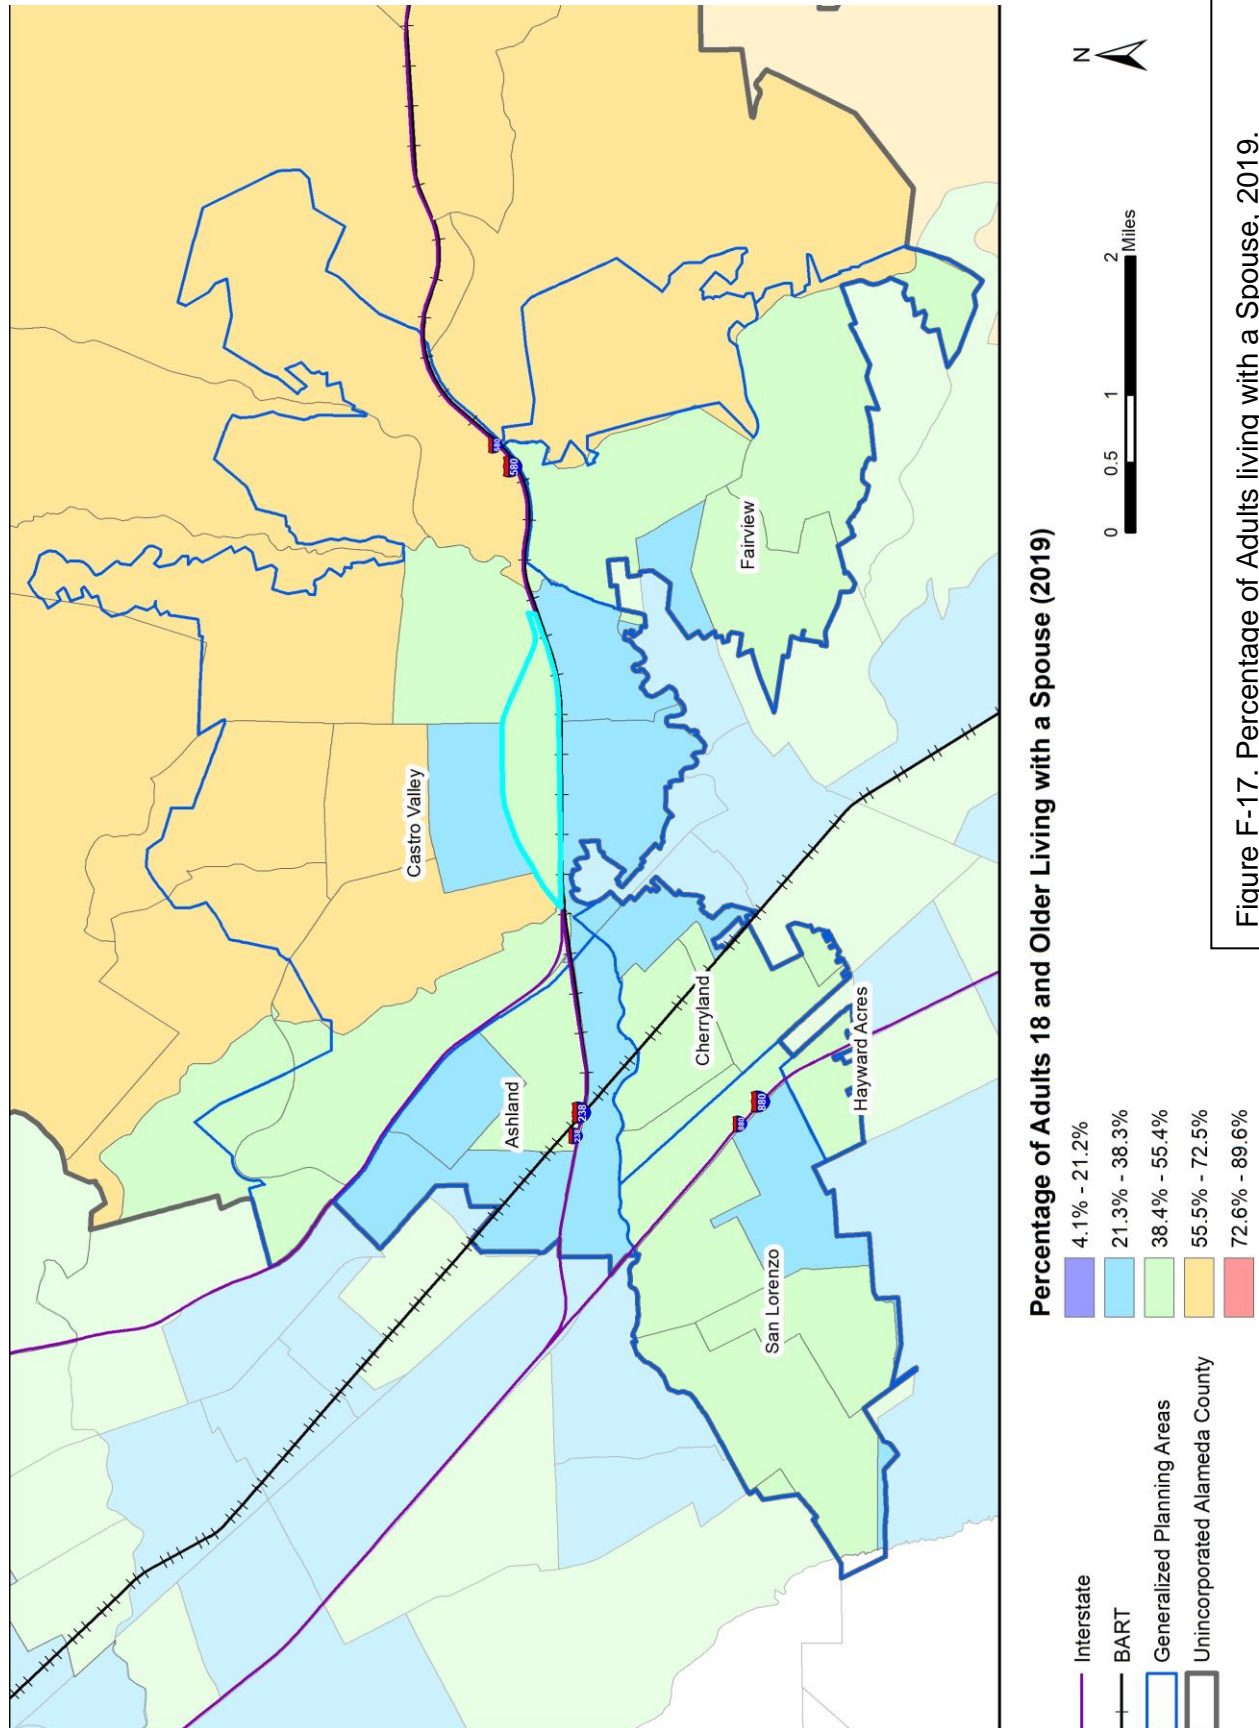 Castro Valley
Ashland
Cherryland
Fairview
San Lorenzo
Hayward Acres
580
580
238
238
880
880
Percentage of Adults 18 and Older Living with a Spouse (2019)
Interstate
BART
Generalized Planning Areas
Unincorporated Alameda County
4.1% - 21.2%
21.3% - 38.3%
38.4% - 55.4%
55.5% - 72.5%
72.6% - 89.6%
0 0.5 1 2
Miles
N
Figure F-17. Percentage of Adults living with a Spouse, 2019.